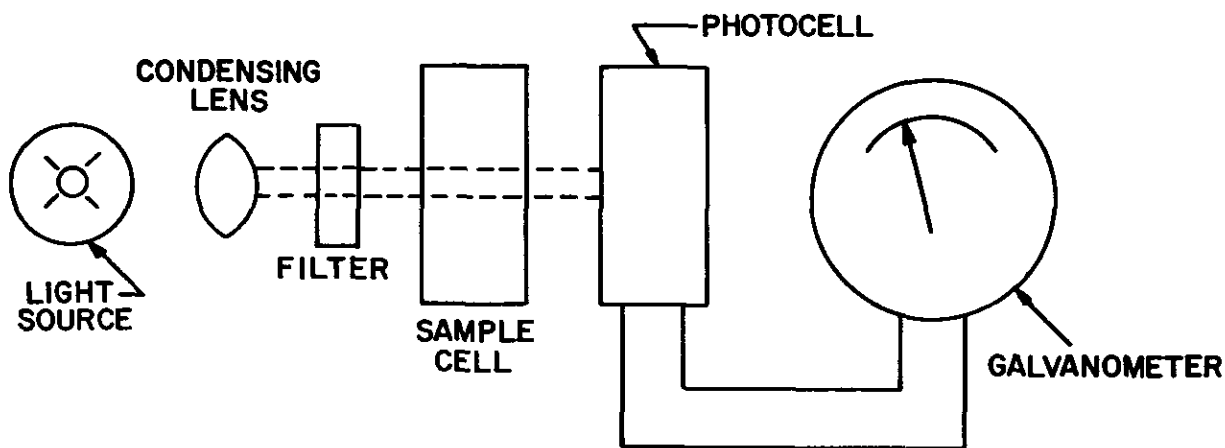 PHOTOCELL
CONDENSING
LENS
FILTER
LIGHT
SOURCE
SAMPLE
CELL
GALVANOMETER